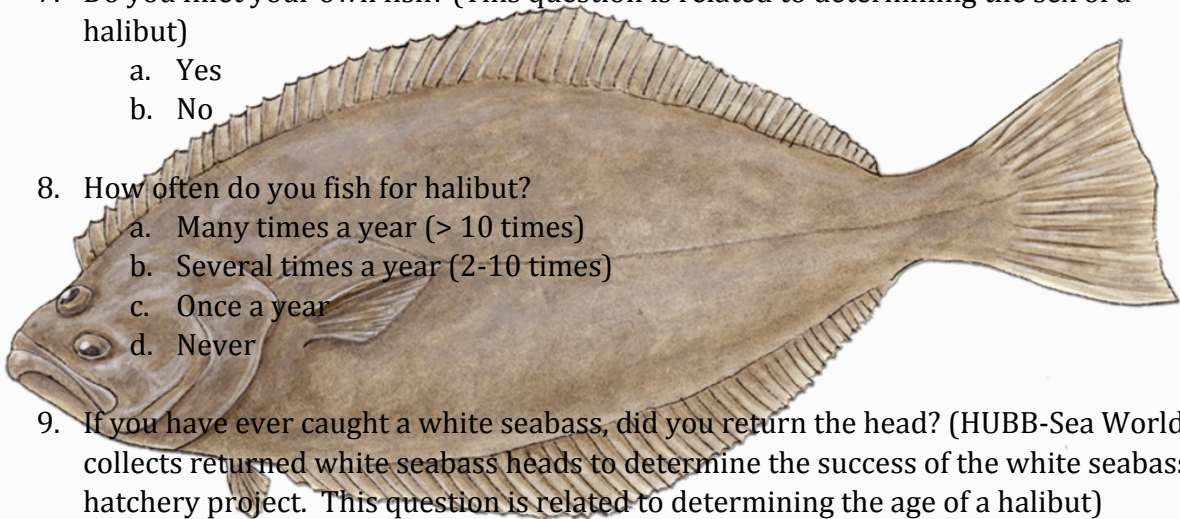 7. Do you fillet your own fish? (This question is related to determining the sex of a
halibut)
a. Yes
b. No
8. How often do you fish for halibut?
a. Many times a year (> 10 times)
b. Several times a year (2-10 times)
c. Once a year
d. Never
9. If you have ever caught a white seabass, did you return the head? (HUBB-Sea World
collects returned white seabass heads to determine the success of the white seabass
hatchery project. This question is related to determining the age of a halibut)